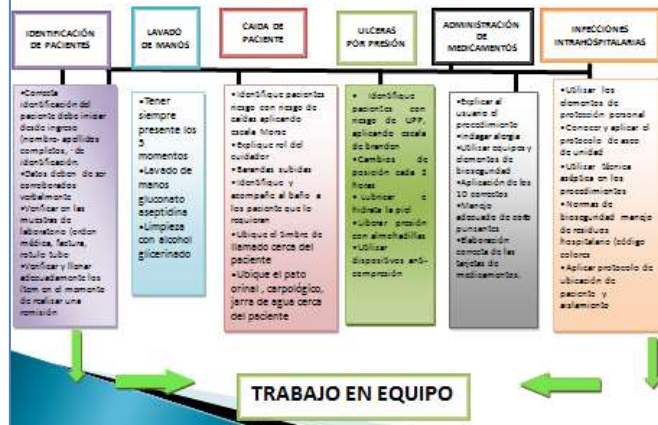 IDENTIFICACIÓN
DE PACIENTES
LAVADO
DE MANOS
CAIDA DE
PACIENTE
ULCERAS
POR PRESIÓN
ADMINISTRACIÓN
DE
MEDICAMENTOS
INFECCIONES
INTRAHOSPITALARIAS
•Correcta
identificación del
paciente debe iniciar
desde ingreso
(nombre- apellidos
completos, - de
identificación
•Datos deben de ser
corroborados
verbalmente
•Verificar en las
muestras de
laboratorio (orden
médica, factura,
rotulo tubo
•Verificar y llenar
adecuadamente los
ítem en el momento
de realizar una
remisión
•Tener
siempre
presente los
5
momentos
•Lavado de
manos
gluconato
aseptidina
•Limpieza
con alcohol
glicerinado
•Identifique pacientes
riesgo con riesgo de
caídas aplicando
escala Morse
•Explique rol del
cuidador
•Barandas subidas
•Identifique y
acompañe al baño a
los paciente que lo
requieran
•Ubique el timbre de
llamado cerca del
paciente
•Ubique el pato
orinal , carpológico,
jarra de agua cerca
del paciente
• Identifique
pacientes con
riesgo de UPP,
aplicando escala
de branden
•Cambios de
posición cada 2
horas
•Lubricar e
hidrata la piel
•Liberar presión
con almohadillas
•Utilizar
dispositivos anti-
compresión
•Explicar al
usuario el
procedimiento
•Indagar alergia
•Utilizar equipos y
elementos de
bioseguridad
•Aplicación de los
10 correctos
•Manejo
adecuado de corto
punzantes
•Elaboración
correcta de las
tarjetas de
medicamentos.
•Utilizar los
elementos de
protección personal
•Conocer y aplicar el
protocolo de aseo
de unidad
•Utilizar técnica
aséptica en los
procedimientos
•Normas de
bioseguridad manejo
de residuos
hospitalario (código
colores
•Aplicar protocolo de
ubicación de
paciente y
aislamiento
TRABAJO EN EQUIPO